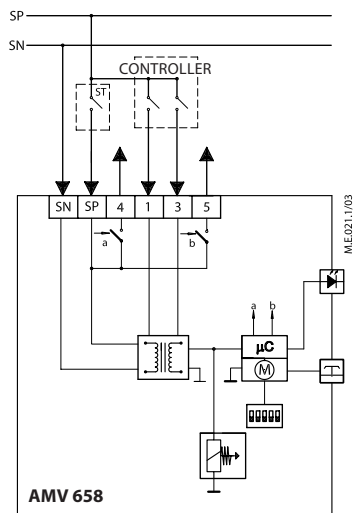 SP
SN
CONTROLLER
ST
SN SP 4 1 3 5
a
b
M.E.021.1/03
a b
µC
M
AMV 658